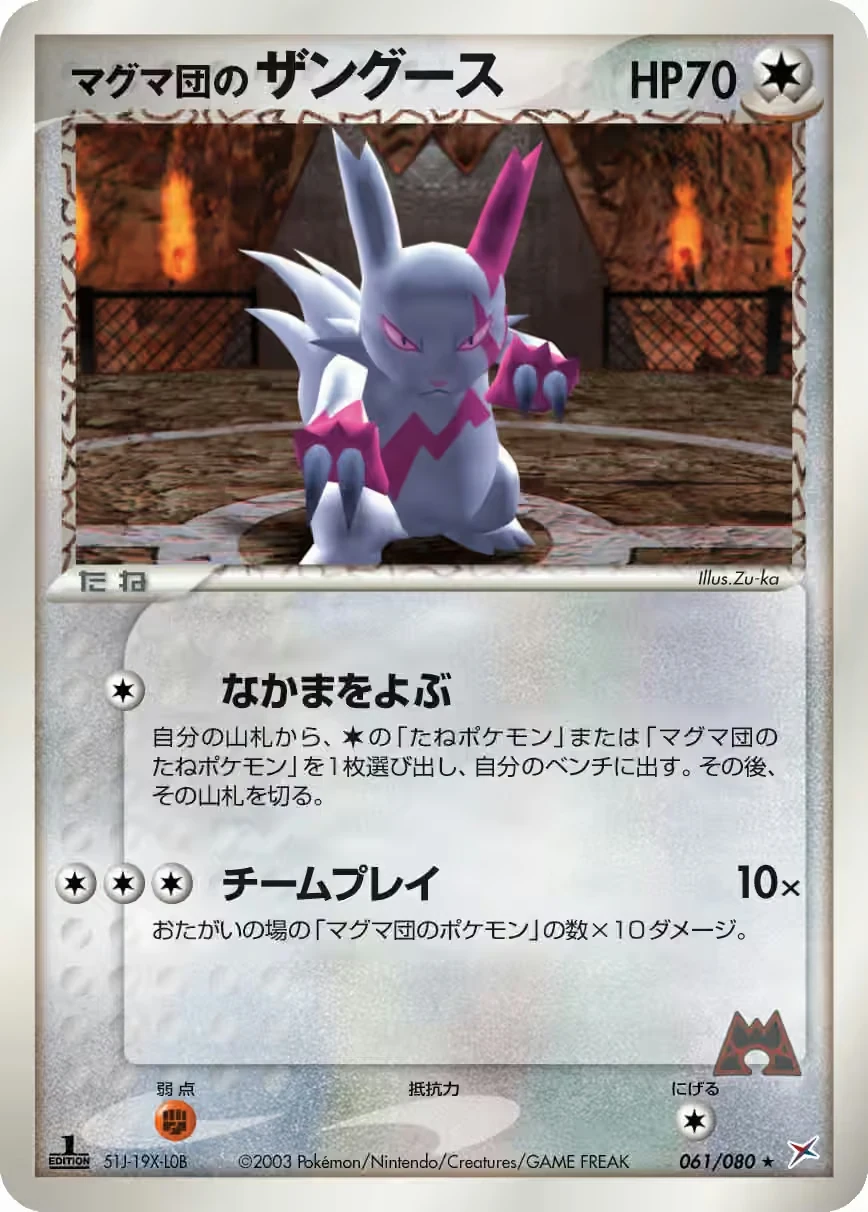 マグマ団の ザングース HP70
たね
Illus.Zu-ka
なかまをよぶ
自分の山札から、✶の「たねポケモン」または「マグマ団の
たねポケモン」を1枚選び出し、自分のベンチに出す。その後、
その山札を切る。
チームプレイ 10×
おたがいの場の「マグマ団のポケモン」の数×10ダメージ。
弱点 抵抗力 にげる
1 EDITION 51J-19X-L0B ©2003 Pokémon/Nintendo/Creatures/GAME FREAK 061/080 ★